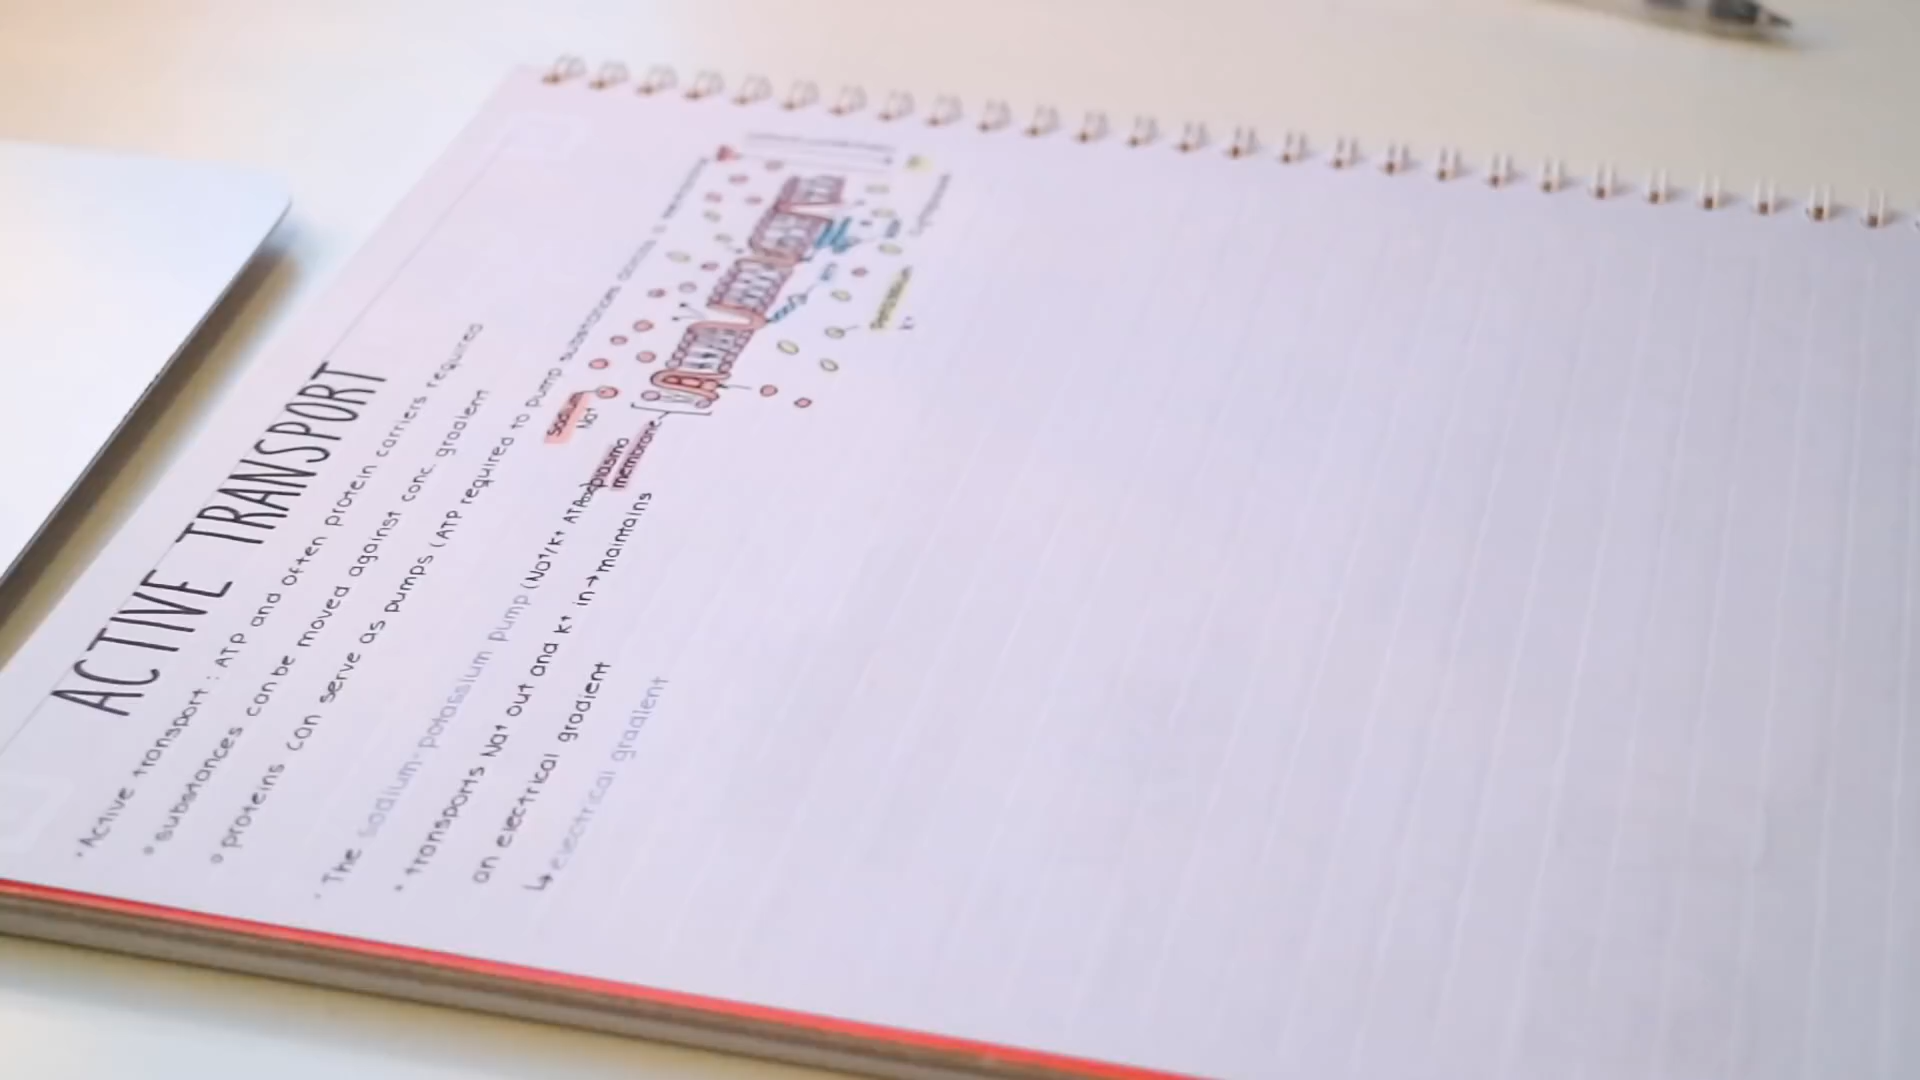 ACTIVE TRANSPORT
• Active transport : ATP and often protein carriers required
° substances can be moved against conc. gradient
° proteins can serve as pumps (ATP required to pump substances across a
• The sodium-potassium pump (Na+/K+ ATPase)
° transports Na+ out and K+ in → maintains
an electrical gradient
↳ electrical gradient
sodium
Na+
plasma
membrane
Potassium
K+